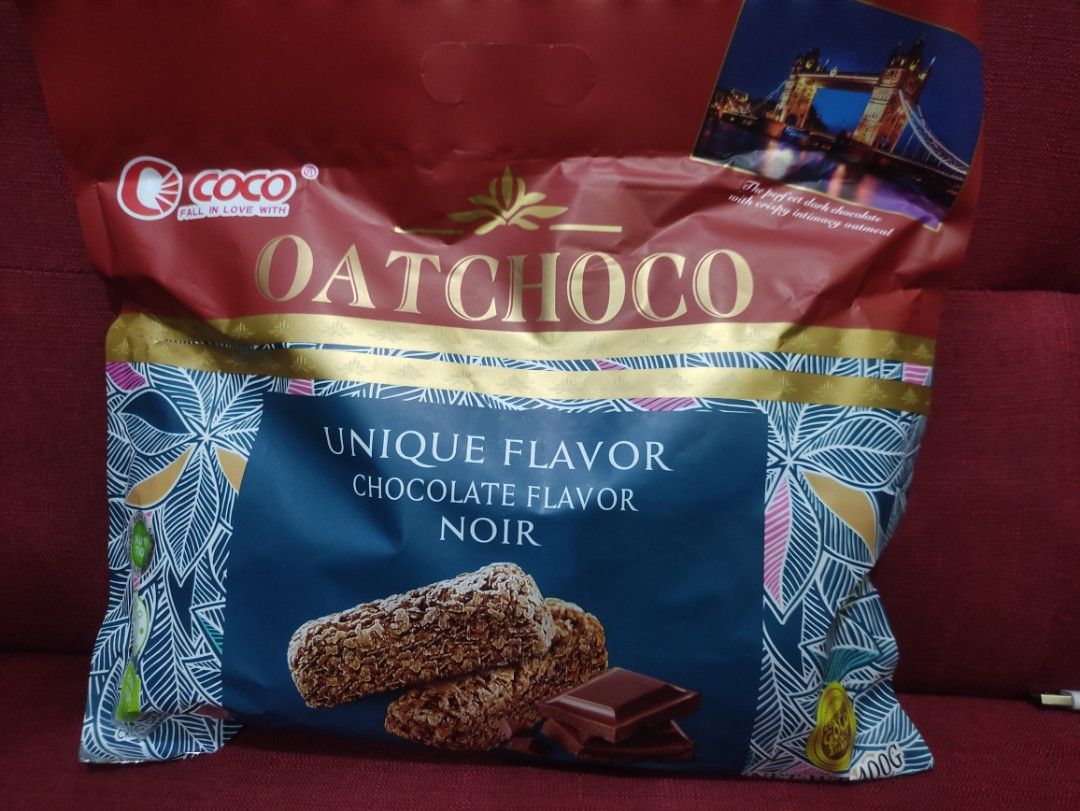 COCO®
FALL IN LOVE WITH
The perfect dark chocolate
with crispy intimacy oatmeal
OATCHOCO
UNIQUE FLAVOR
CHOCOLATE FLAVOR
NOIR
400G